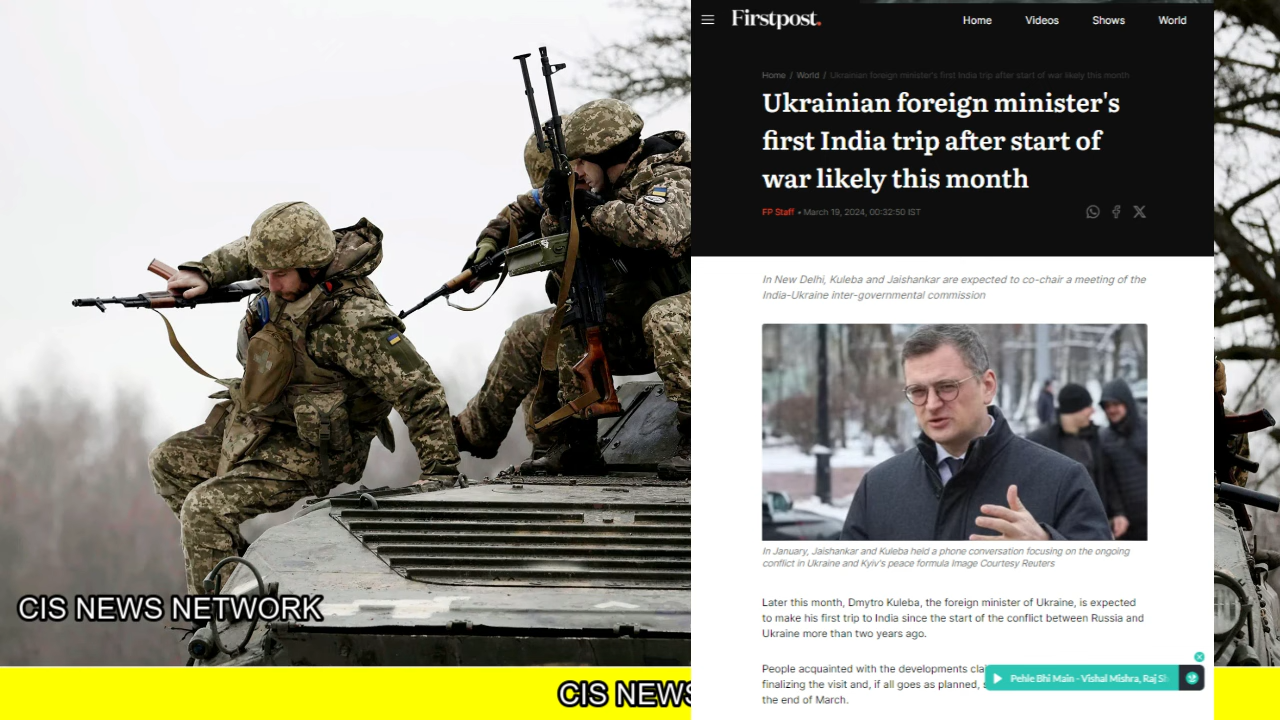 Firstpost.
Home Videos Shows World
Home / World / Ukrainian foreign minister's first India trip after start of war likely this month
Ukrainian foreign minister's
first India trip after start of
war likely this month
FP Staff • March 19, 2024, 00:32:50 IST
In New Delhi, Kuleba and Jaishankar are expected to co-chair a meeting of the
India-Ukraine inter-governmental commission
In January, Jaishankar and Kuleba held a phone conversation focusing on the ongoing
conflict in Ukraine and Kyiv's peace formula Image Courtesy Reuters
Later this month, Dmytro Kuleba, the foreign minister of Ukraine, is expected
to make his first trip to India since the start of the conflict between Russia and
Ukraine more than two years ago.
People acquainted with the developments
finalizing the visit and, if all goes as planned,
the end of March.
Pehle Bhi Main - Vishal Mishra, Raj
CIS NEWS NETWORK
CIS NEWS